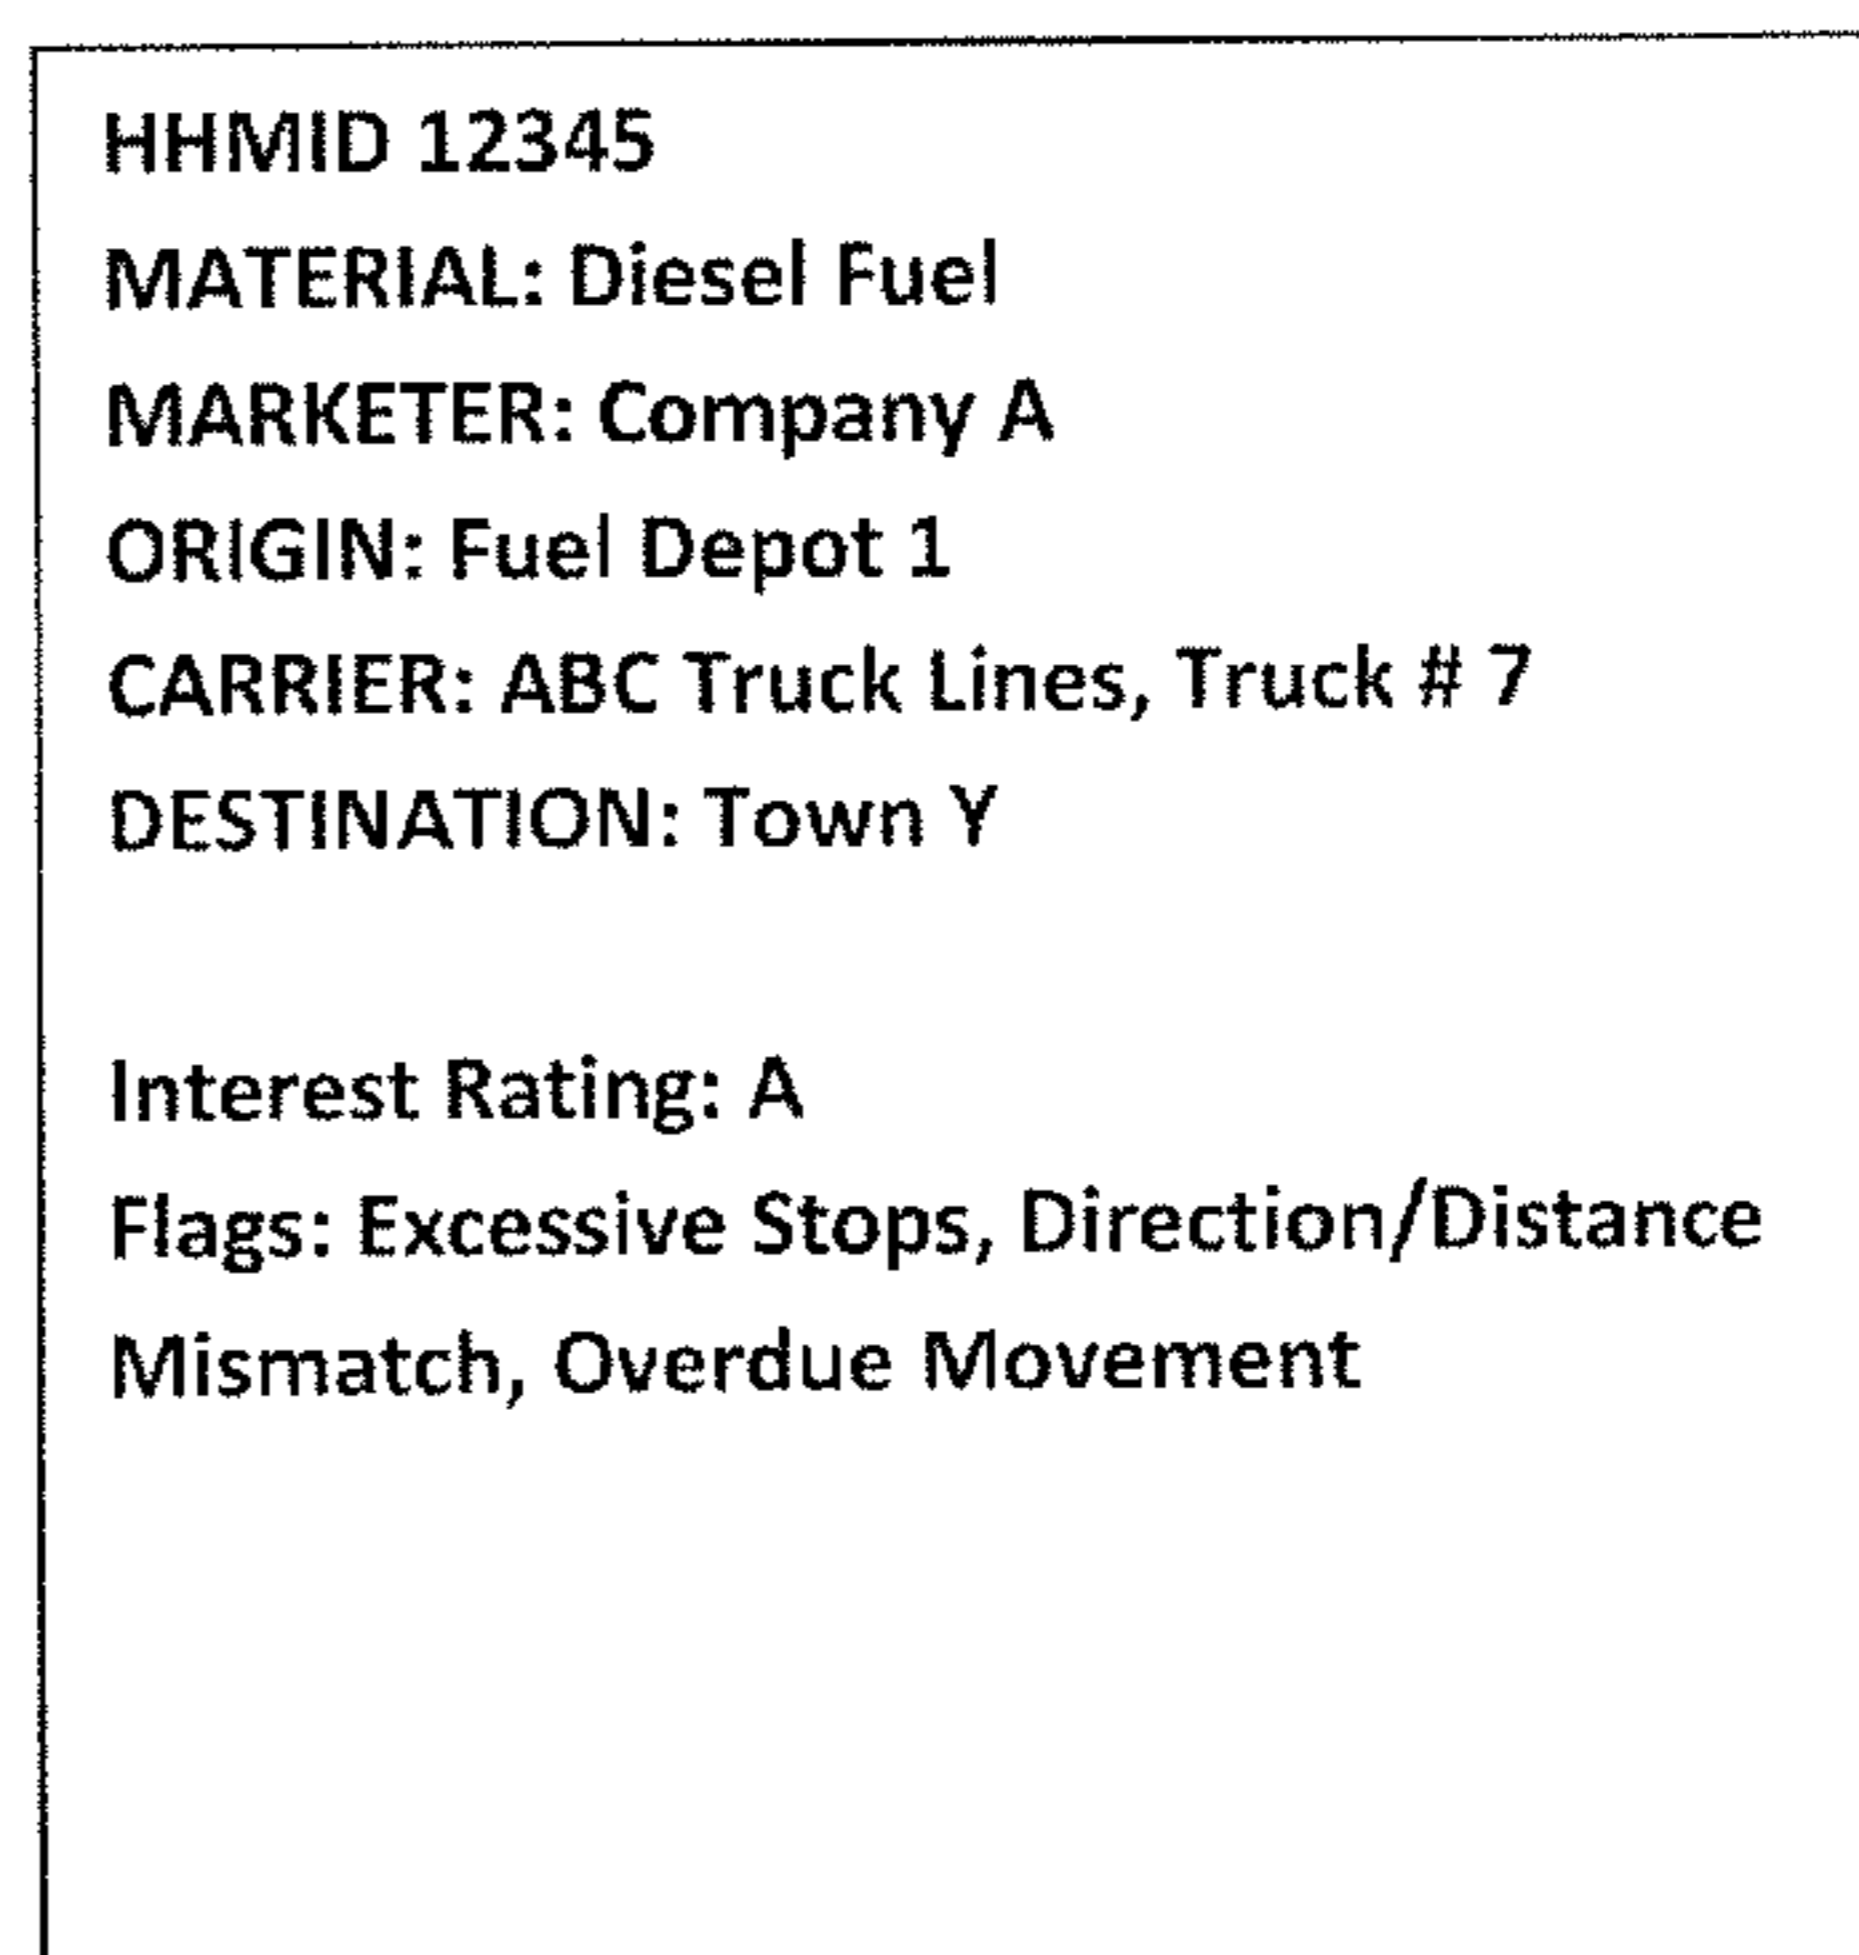 HHMID 12345
MATERIAL: Diesel Fuel
MARKETER: Company A
ORIGIN: Fuel Depot 1
CARRIER: ABC Truck Lines, Truck # 7
DESTINATION: Town Y
Interest Rating: A
Flags: Excessive Stops, Direction/Distance
Mismatch, Overdue Movement